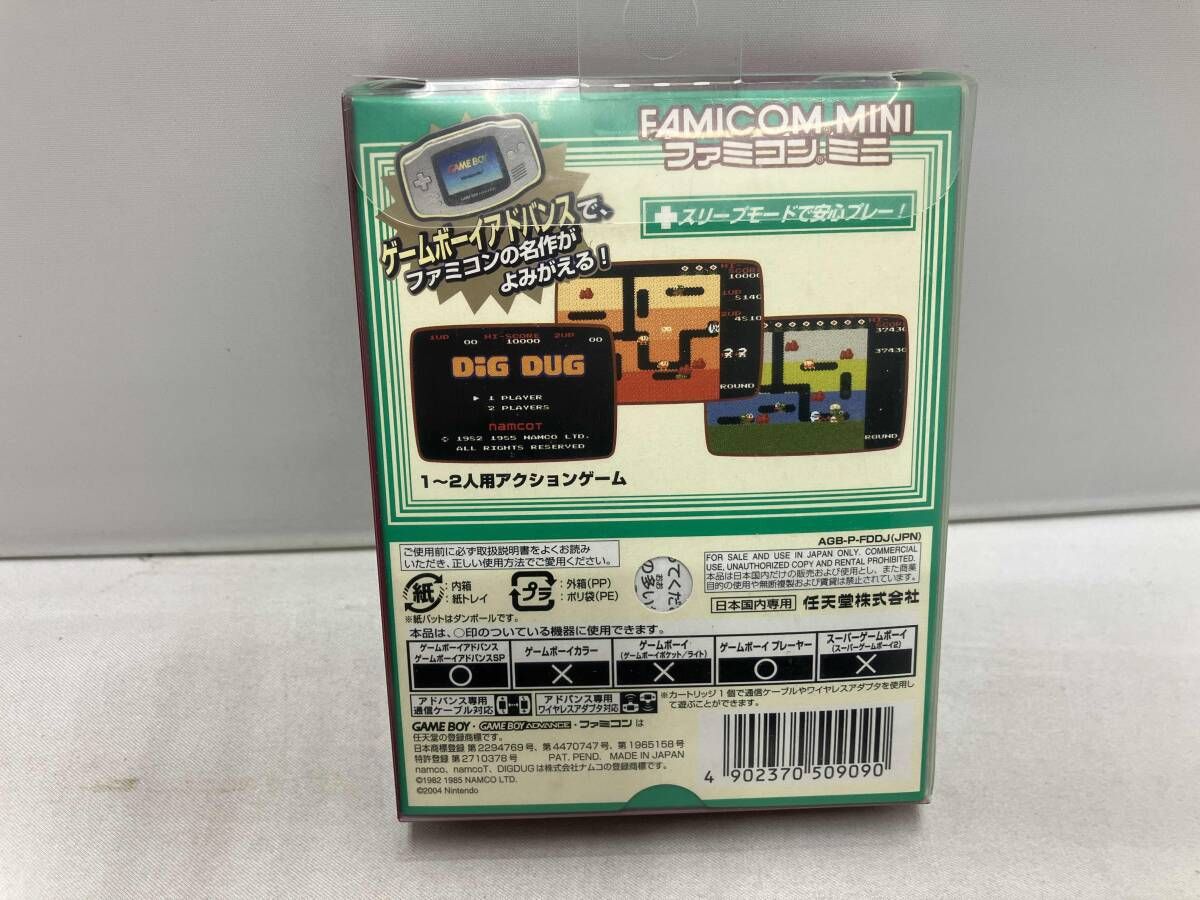 FAMICOM MINI
ファミコン®ミニ
GAME BOY
ゲームボーイアドバンスで、
ファミコンの名作が
よみがえる!
スリープモードで安心プレー!
HI-SCORE
10000
1UP
5140
2UP
4510
ROUND
37430
37430
ROUND
1UP HI-SCORE 2UP
00 10000 00
DiG DUG
1 PLAYER
2 PLAYERS
namcoT
© 1982 1985 NAMCO LTD.
ALL RIGHTS RESERVED
1～2人用アクションゲーム
AGB-P-FDDJ(JPN)
ご使用前に必ず取扱説明書をよくお読み
いただき、正しい使用方法でご愛用ください。
FOR SALE AND USE IN JAPAN ONLY. COMMERCIAL
USE, UNAUTHORIZED COPY AND RENTAL PROHIBITED.
本品は日本国内だけの販売および使用とし、また商業
目的の使用や無断複製および賃貸は禁止されています。
紙 :内箱
:紙トレイ
プラ :外箱(PP)
:ポリ袋(PE)
てくだ
の多い
日本国内専用 任天堂株式会社
※紙パットはダンボールです。
本品は、○印のついている機器に使用できます。
ゲームボーイアドバンス
ゲームボーイアドバンスSP
○
ゲームボーイカラー
×
ゲームボーイ
(ゲームボーイポケット/ライト)
×
ゲームボーイ プレーヤー
○
スーパーゲームボーイ
(スーパーゲームボーイ2)
×
アドバンス専用
通信ケーブル対応
アドバンス専用
ワイヤレスアダプタ対応
※カートリッジ1個で通信ケーブルやワイヤレスアダプタを使用し
て遊ぶことができます。
GAME BOY・GAME BOY ADVANCE・ファミコン は
任天堂の登録商標です。
日本商標登録 第2294769号、第4470747号、第1965158号
特許登録 第2710378号 PAT. PEND. MADE IN JAPAN
namco、namcoT、DIGDUGは株式会社ナムコの登録商標です。
©1982 1985 NAMCO LTD.
©2004 Nintendo
4 902370 509090